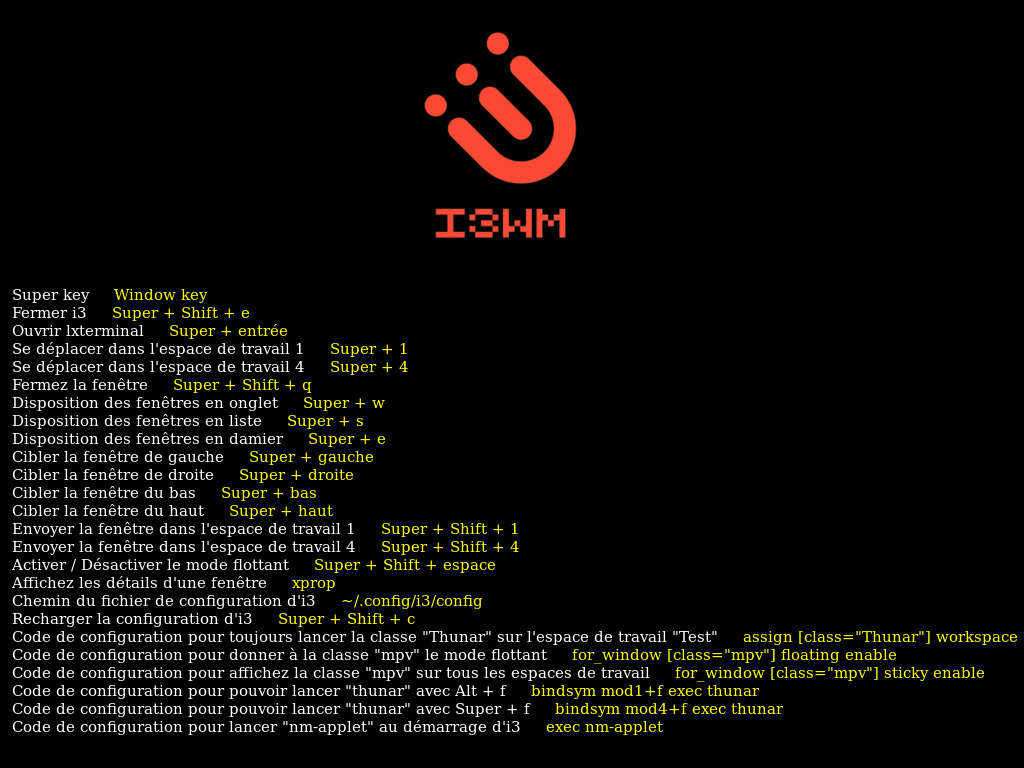 I3WM
Super key Window key
Fermer i3 Super + Shift + e
Ouvrir lxterminal Super + entrée
Se déplacer dans l'espace de travail 1 Super + 1
Se déplacer dans l'espace de travail 4 Super + 4
Fermez la fenêtre Super + Shift + q
Disposition des fenêtres en onglet Super + w
Disposition des fenêtres en liste Super + s
Disposition des fenêtres en damier Super + e
Cibler la fenêtre de gauche Super + gauche
Cibler la fenêtre de droite Super + droite
Cibler la fenêtre du bas Super + bas
Cibler la fenêtre du haut Super + haut
Envoyer la fenêtre dans l'espace de travail 1 Super + Shift + 1
Envoyer la fenêtre dans l'espace de travail 4 Super + Shift + 4
Activer / Désactiver le mode flottant Super + Shift + espace
Affichez les détails d'une fenêtre xprop
Chemin du fichier de configuration d'i3 ~/.config/i3/config
Recharger la configuration d'i3 Super + Shift + c
Code de configuration pour toujours lancer la classe "Thunar" sur l'espace de travail "Test" assign [class="Thunar"] workspace
Code de configuration pour donner à la classe "mpv" le mode flottant for_window [class="mpv"] floating enable
Code de configuration pour affichez la classe "mpv" sur tous les espaces de travail for_window [class="mpv"] sticky enable
Code de configuration pour pouvoir lancer "thunar" avec Alt + f bindsym mod1+f exec thunar
Code de configuration pour pouvoir lancer "thunar" avec Super + f bindsym mod4+f exec thunar
Code de configuration pour lancer "nm-applet" au démarrage d'i3 exec nm-applet